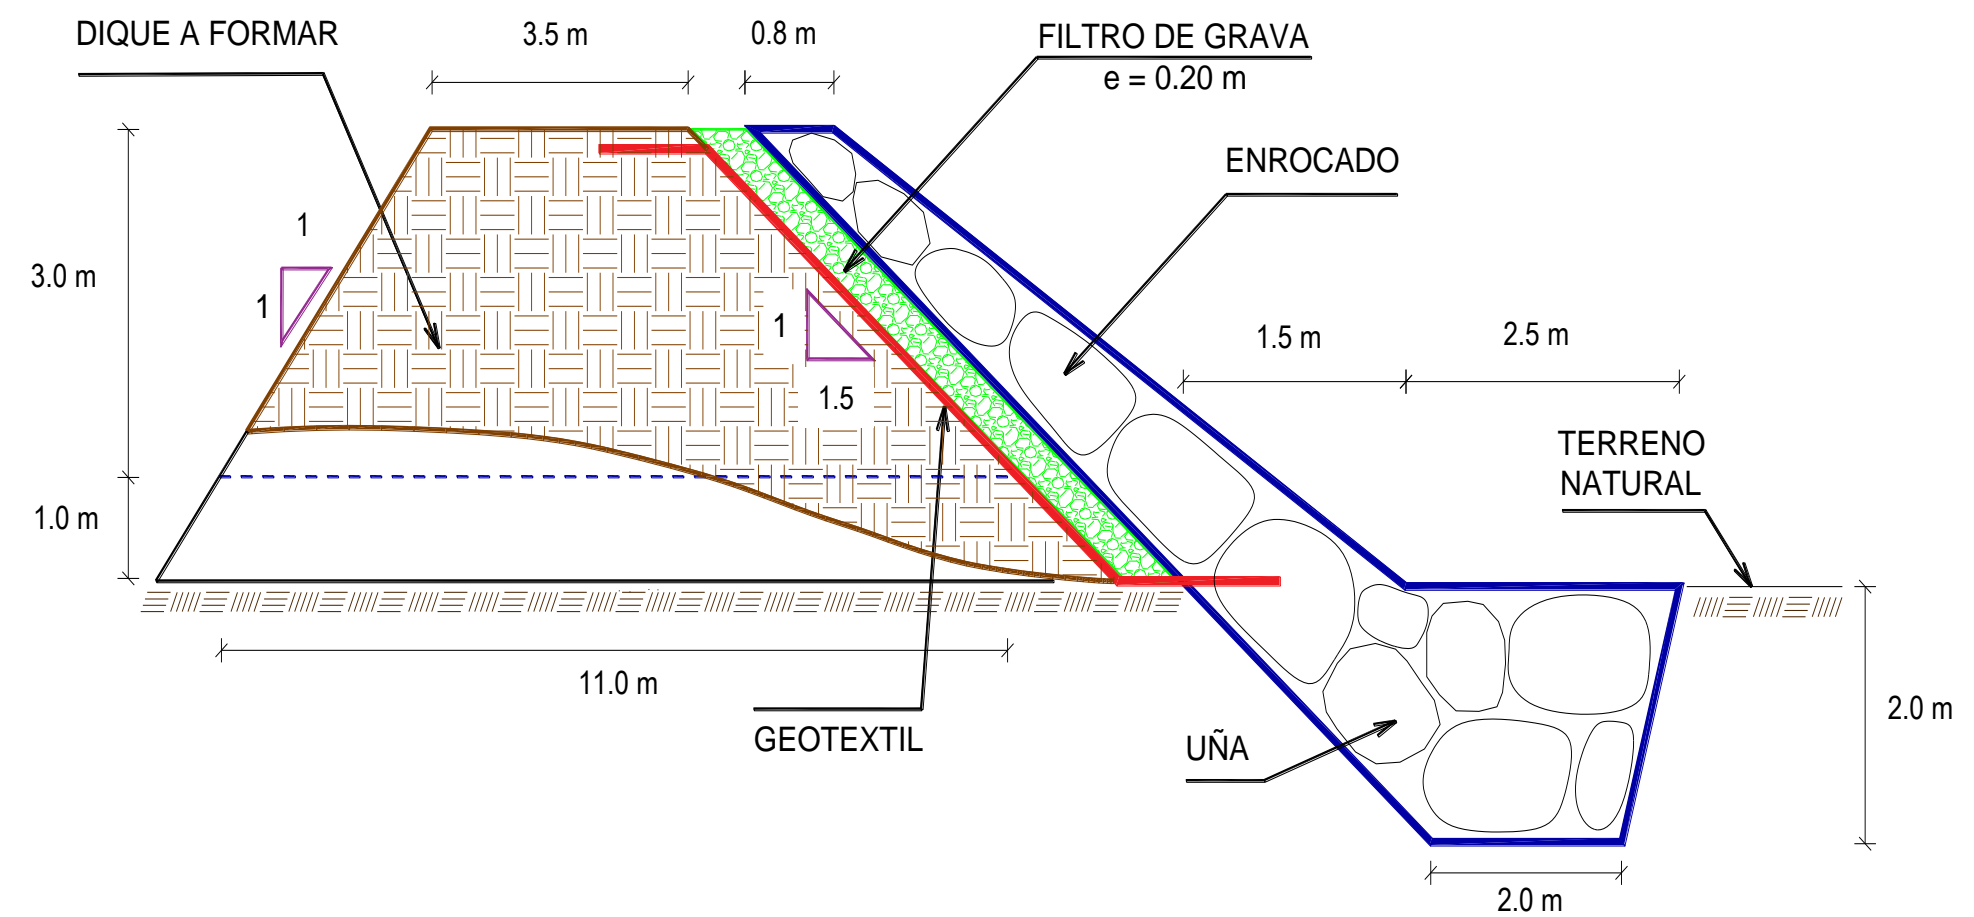 DIQUE A FORMAR
3.5 m
0.8 m
FILTRO DE GRAVA
e = 0.20 m
ENROCADO
1
3.0 m
1
1
1.5 m
2.5 m
1.5
TERRENO
NATURAL
1.0 m
11.0 m
GEOTEXTIL
UÑA
2.0 m
2.0 m